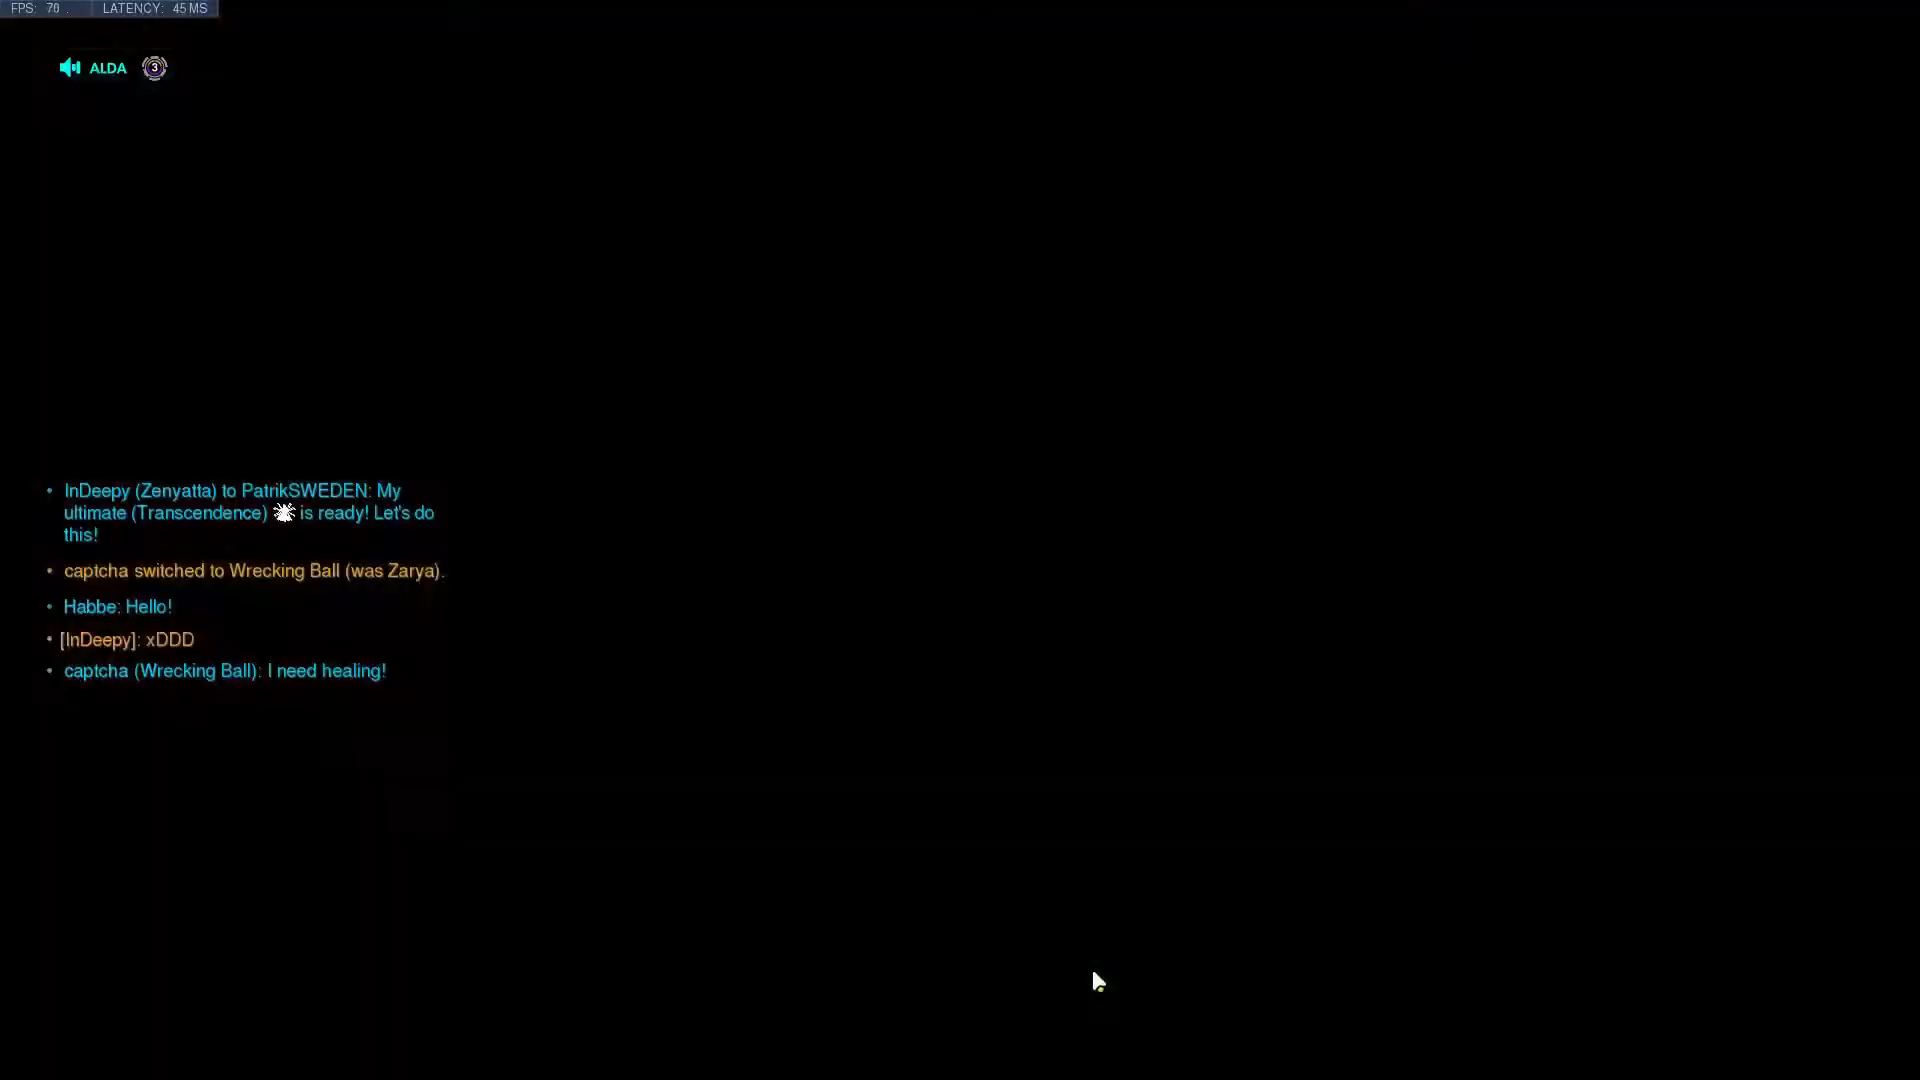 FPS: 70 . LATENCY: 45 MS
ALDA 3
• InDeepy (Zenyatta) to PatrikSWEDEN: My
ultimate (Transcendence) is ready! Let's do
this!
• captcha switched to Wrecking Ball (was Zarya).
• Habbe: Hello!
• [InDeepy]: xDDD
• captcha (Wrecking Ball): I need healing!